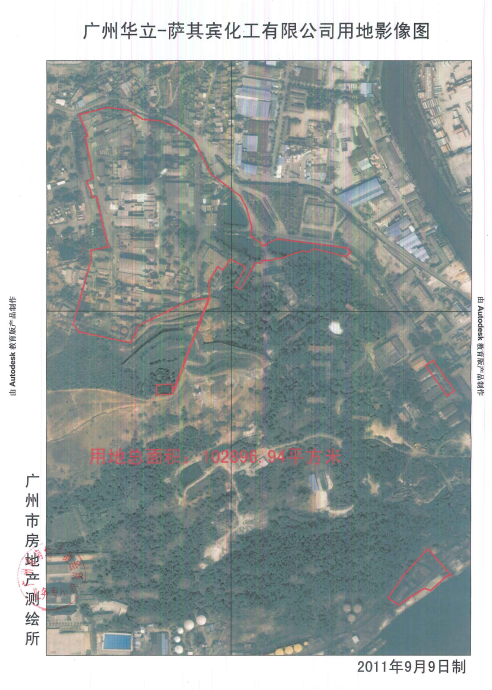 广州华立-萨其宾化工有限公司用地影像图
由 Autodesk 教育版产品制作
由 Autodesk 教育版产品制作
用地总面积：102896.94平方米
广州市房地产测绘所
2011年9月9日制